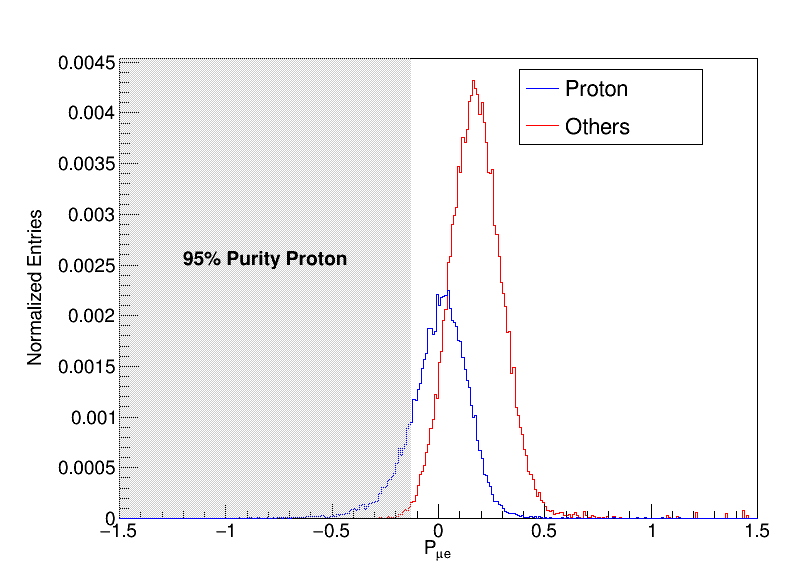 0.0045
0.004
0.0035
0.003
0.0025
0.002
0.0015
0.001
0.0005
0
Normalized Entries
Proton
Others
95% Purity Proton
−1.5 −1 −0.5 0 0.5 1 1.5
Pμe